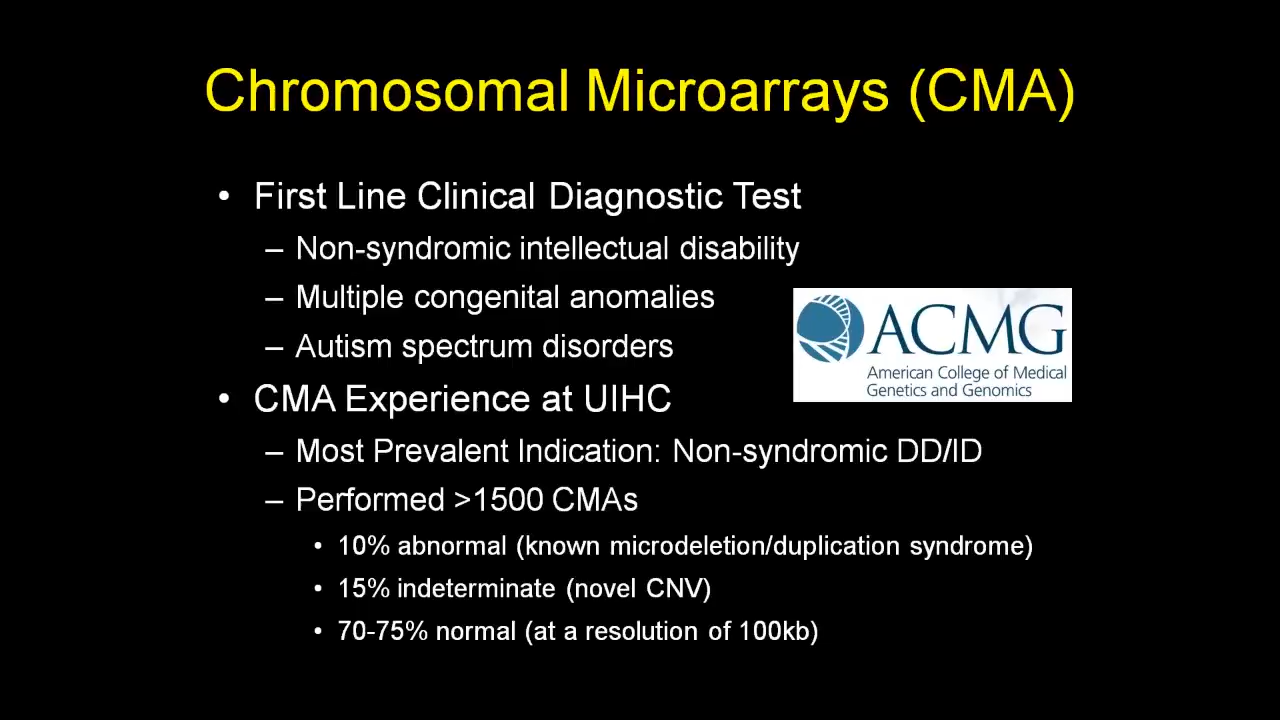 Chromosomal Microarrays (CMA)
• First Line Clinical Diagnostic Test
– Non-syndromic intellectual disability
– Multiple congenital anomalies
– Autism spectrum disorders
ACMG
American College of Medical
Genetics and Genomics
• CMA Experience at UIHC
– Most Prevalent Indication: Non-syndromic DD/ID
– Performed >1500 CMAs
• 10% abnormal (known microdeletion/duplication syndrome)
• 15% indeterminate (novel CNV)
• 70-75% normal (at a resolution of 100kb)